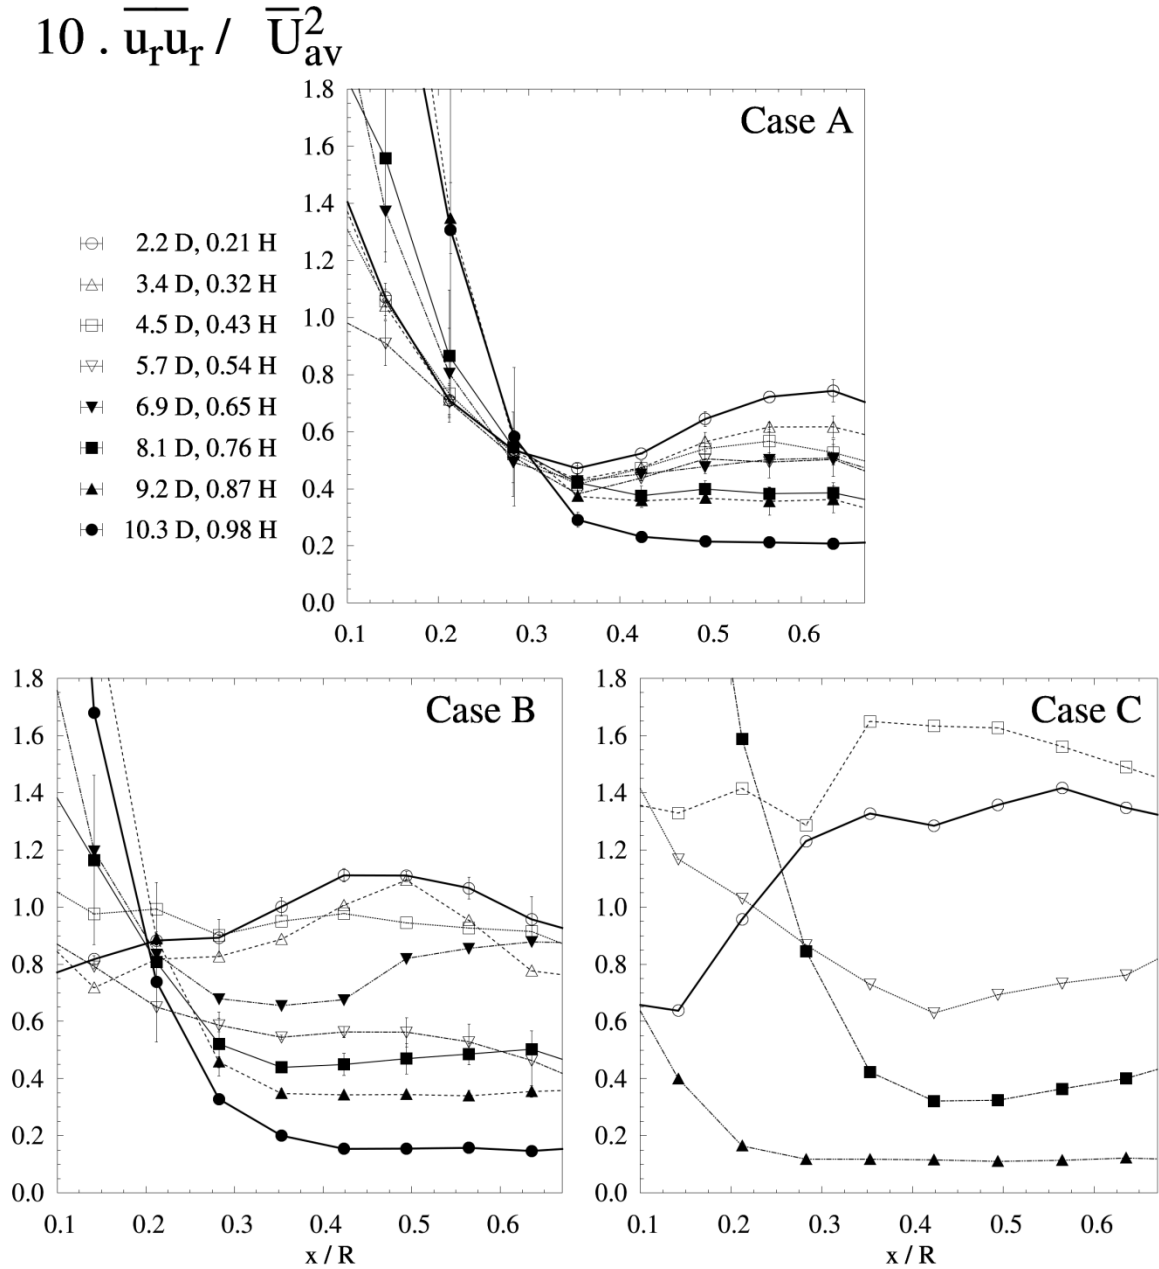 10 . u_r u_r / U_av^2
Case A
1.8
1.6
1.4
1.2
1.0
0.8
0.6
0.4
0.2
0.0
0.1 0.2 0.3 0.4 0.5 0.6
2.2 D, 0.21 H
3.4 D, 0.32 H
4.5 D, 0.43 H
5.7 D, 0.54 H
6.9 D, 0.65 H
8.1 D, 0.76 H
9.2 D, 0.87 H
10.3 D, 0.98 H
Case B
1.8
1.6
1.4
1.2
1.0
0.8
0.6
0.4
0.2
0.0
0.1 0.2 0.3 0.4 0.5 0.6
x / R
Case C
1.8
1.6
1.4
1.2
1.0
0.8
0.6
0.4
0.2
0.0
0.1 0.2 0.3 0.4 0.5 0.6
x / R